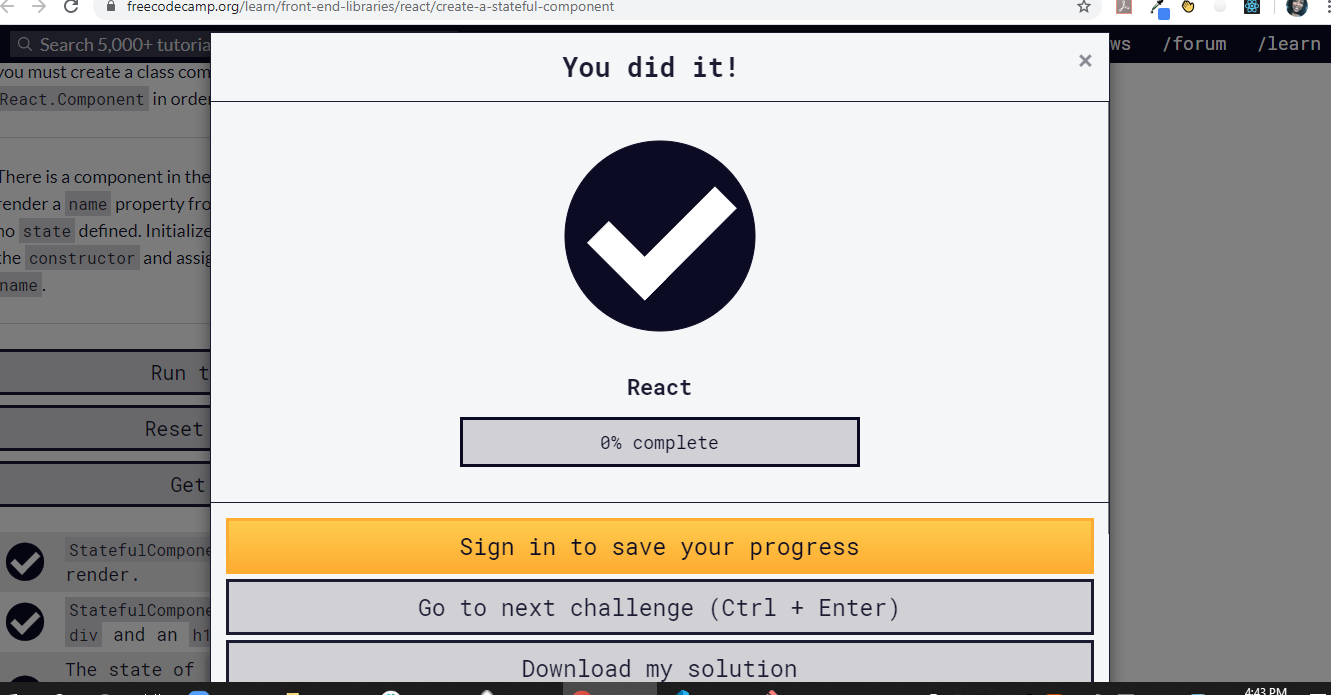 freecodecamp.org/learn/front-end-libraries/react/create-a-stateful-component
Search 5,000+ tutoria
ws /forum /learn
you must create a class com
React.Component in order
There is a component in the
render a name property fro
no state defined. Initialize
the constructor and assig
name.
Run t
Reset
Get
StatefulCompone
render.
StatefulCompone
div and an h1
The state of
You did it!
×
React
0% complete
Sign in to save your progress
Go to next challenge (Ctrl + Enter)
Download my solution
4:43 PM